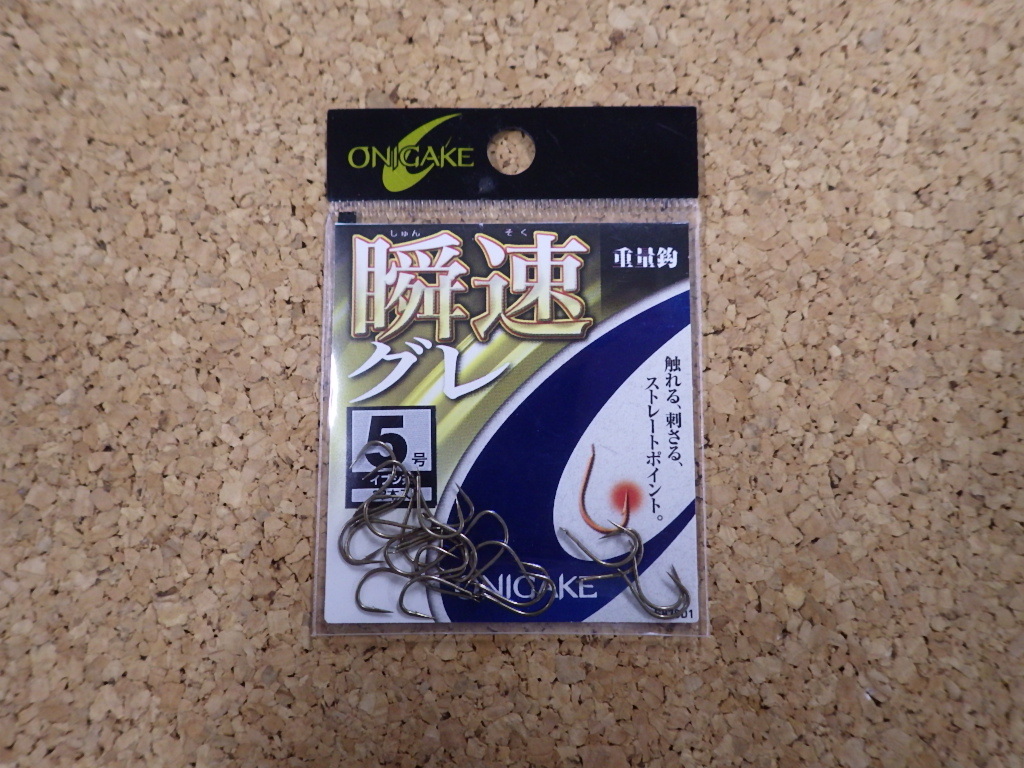 ONIGAKE
しゅん そく
瞬速
グレ
重量鈎
触れる、刺さる、
ストレートポイント。
5号
ONIGAKE